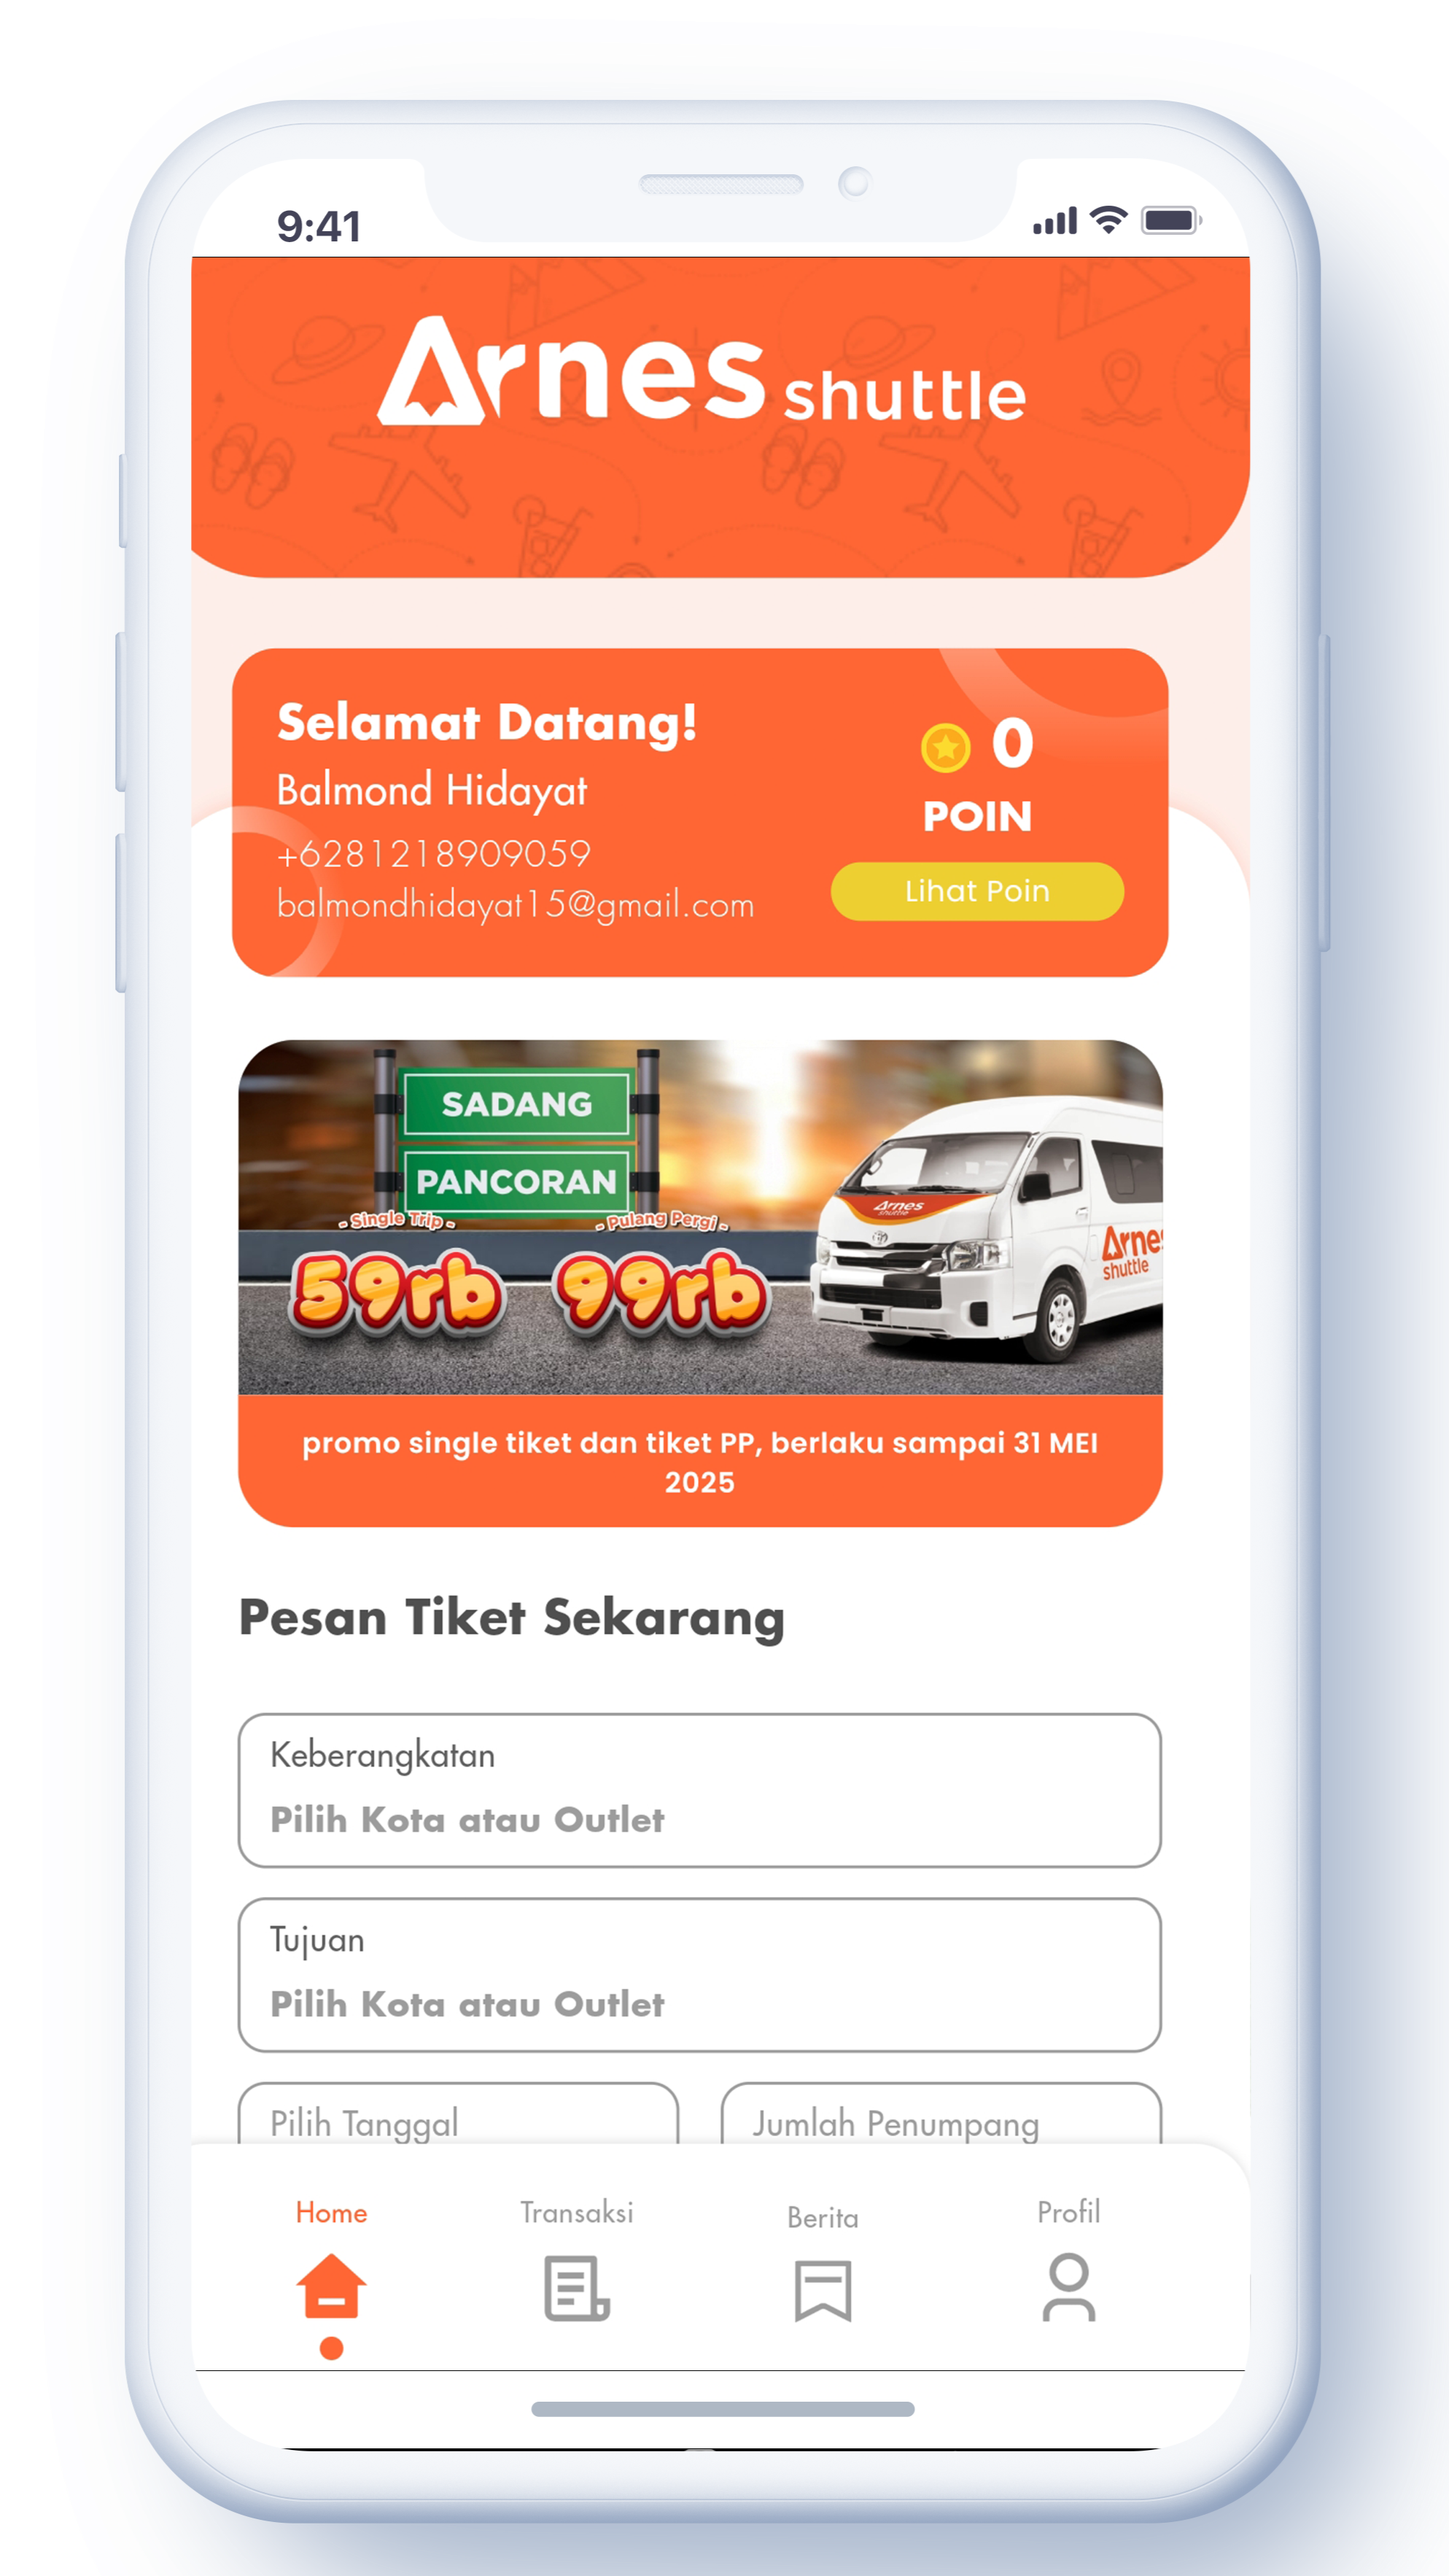 9:41
Arnes shuttle
Selamat Datang!
Balmond Hidayat
+6281218909059
balmondhidayat15@gmail.com
0
POIN
Lihat Poin
SADANG
PANCORAN
- Single Trip -
- Pulang Pergi -
59rb
99rb
Arnes
shuttle
Arnes
shuttle
promo single tiket dan tiket PP, berlaku sampai 31 MEI
2025
Pesan Tiket Sekarang
Keberangkatan
Pilih Kota atau Outlet
Tujuan
Pilih Kota atau Outlet
Pilih Tanggal
Jumlah Penumpang
Home
Transaksi
Berita
Profil